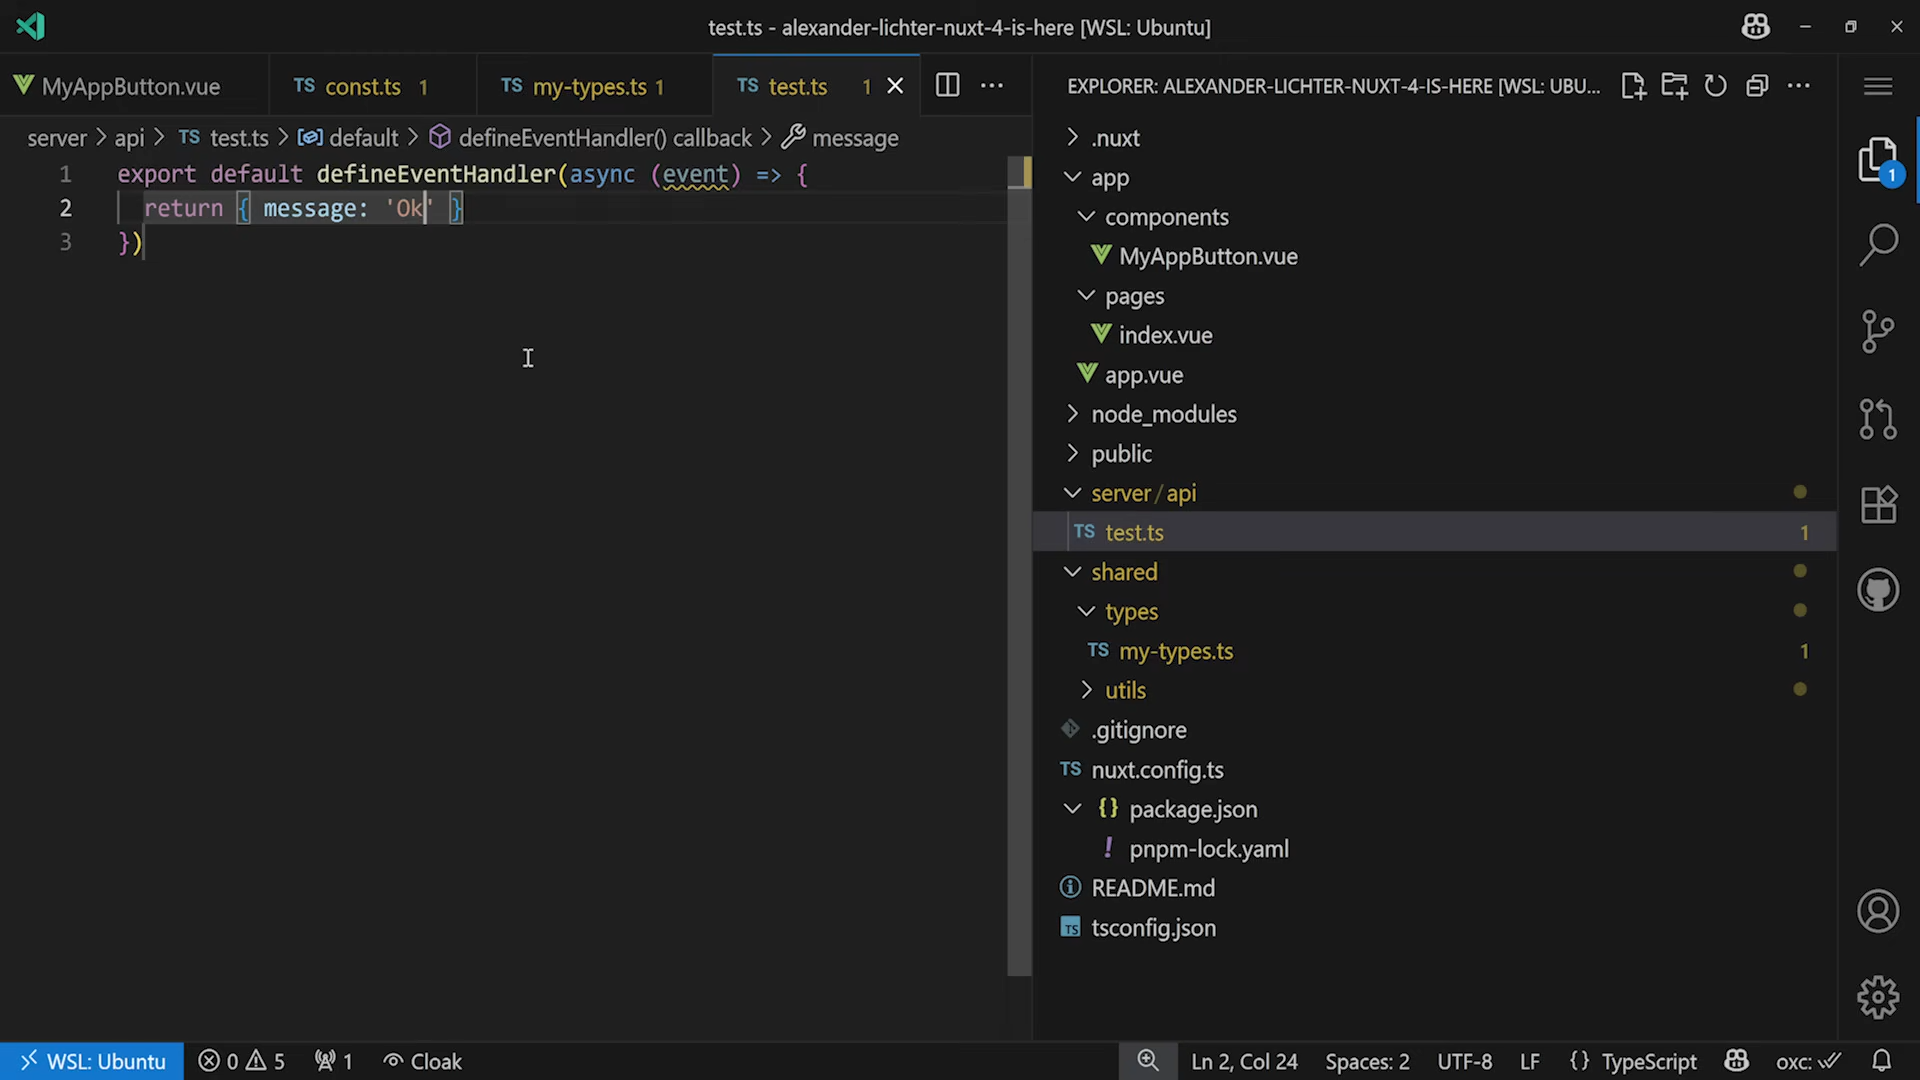 test.ts - alexander-lichter-nuxt-4-is-here [WSL: Ubuntu]
MyAppButton.vue
TS const.ts 1
TS my-types.ts 1
TS test.ts 1
server > api > TS test.ts > default > defineEventHandler() callback > message
1 export default defineEventHandler(async (event) => {
2 return { message: 'Ok' }
3 })
EXPLORER: ALEXANDER-LICHTER-NUXT-4-IS-HERE [WSL: UBU...
1
.nuxt
app
components
MyAppButton.vue
pages
index.vue
app.vue
node_modules
public
server / api
TS test.ts 1
shared
types
TS my-types.ts 1
utils
.gitignore
TS nuxt.config.ts
{} package.json
! pnpm-lock.yaml
README.md
TS tsconfig.json
WSL: Ubuntu
0 5
1
Cloak
Ln 2, Col 24
Spaces: 2
UTF-8
LF
{} TypeScript
oxc: